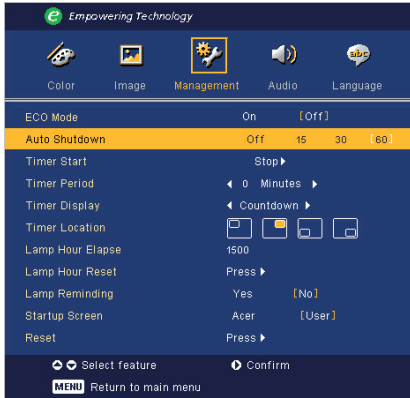 e Empowering Technology
abc
Color Image Management Audio Language
ECO Mode On [Off]
Auto Shutdown Off 15 30 [60]
Timer Start Stop
Timer Period 0 Minutes
Timer Display Countdown
Timer Location
Lamp Hour Elapse 1500
Lamp Hour Reset Press
Lamp Reminding Yes [No]
Startup Screen Acer [User]
Reset Press
Select feature Confirm
MENU Return to main menu